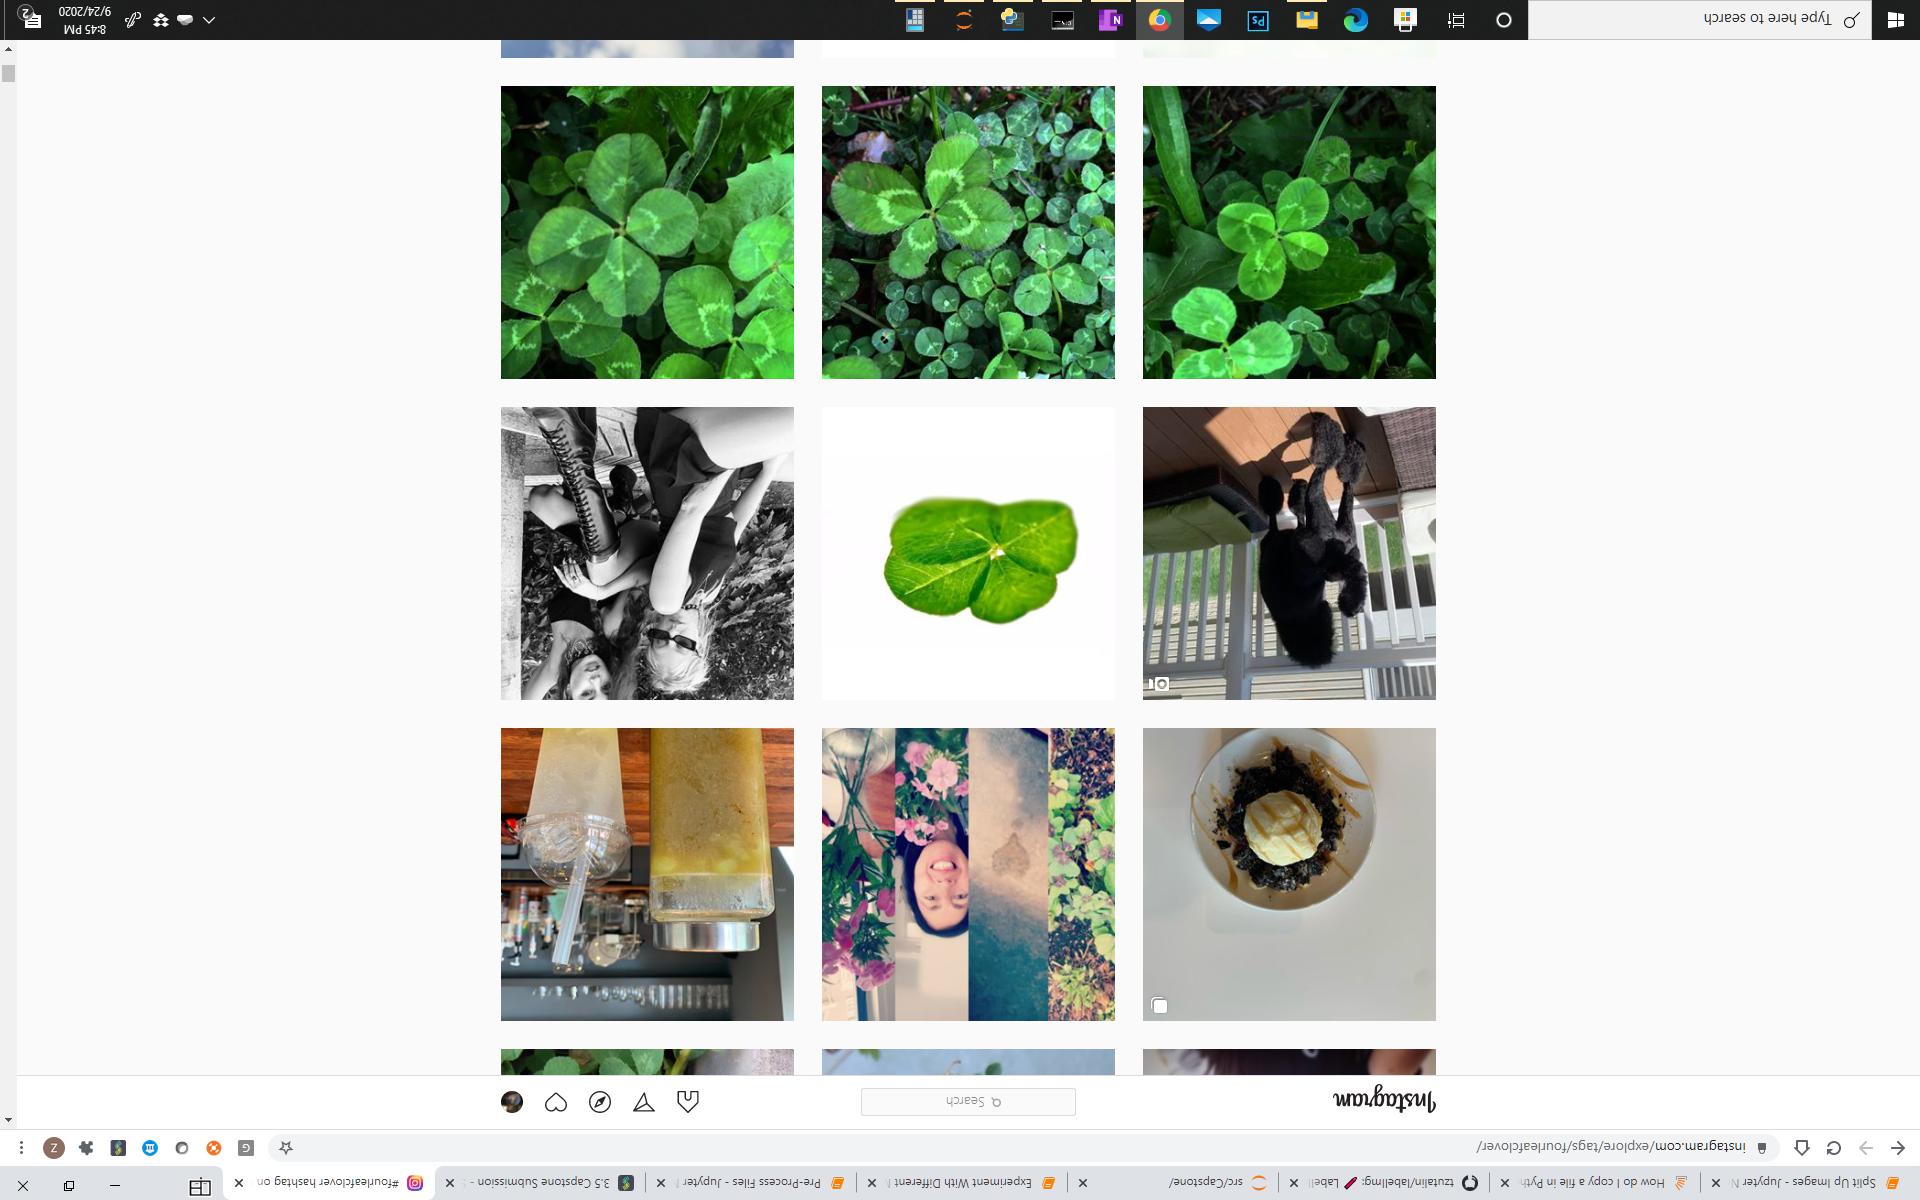 Split Up Images - Jupyter N
How do I copy a file in Pyth
tzutalin/labelImg: Labell
src/Capstone/
Experiment With Different
Pre-Process Files - Jupyter
3.5 Capstone Submission -
#fourleafclover hashtag on
instagram.com/explore/tags/fourleafclover/
Z
Instagram
Search
Type here to search
8:45 PM
9/24/2020
2